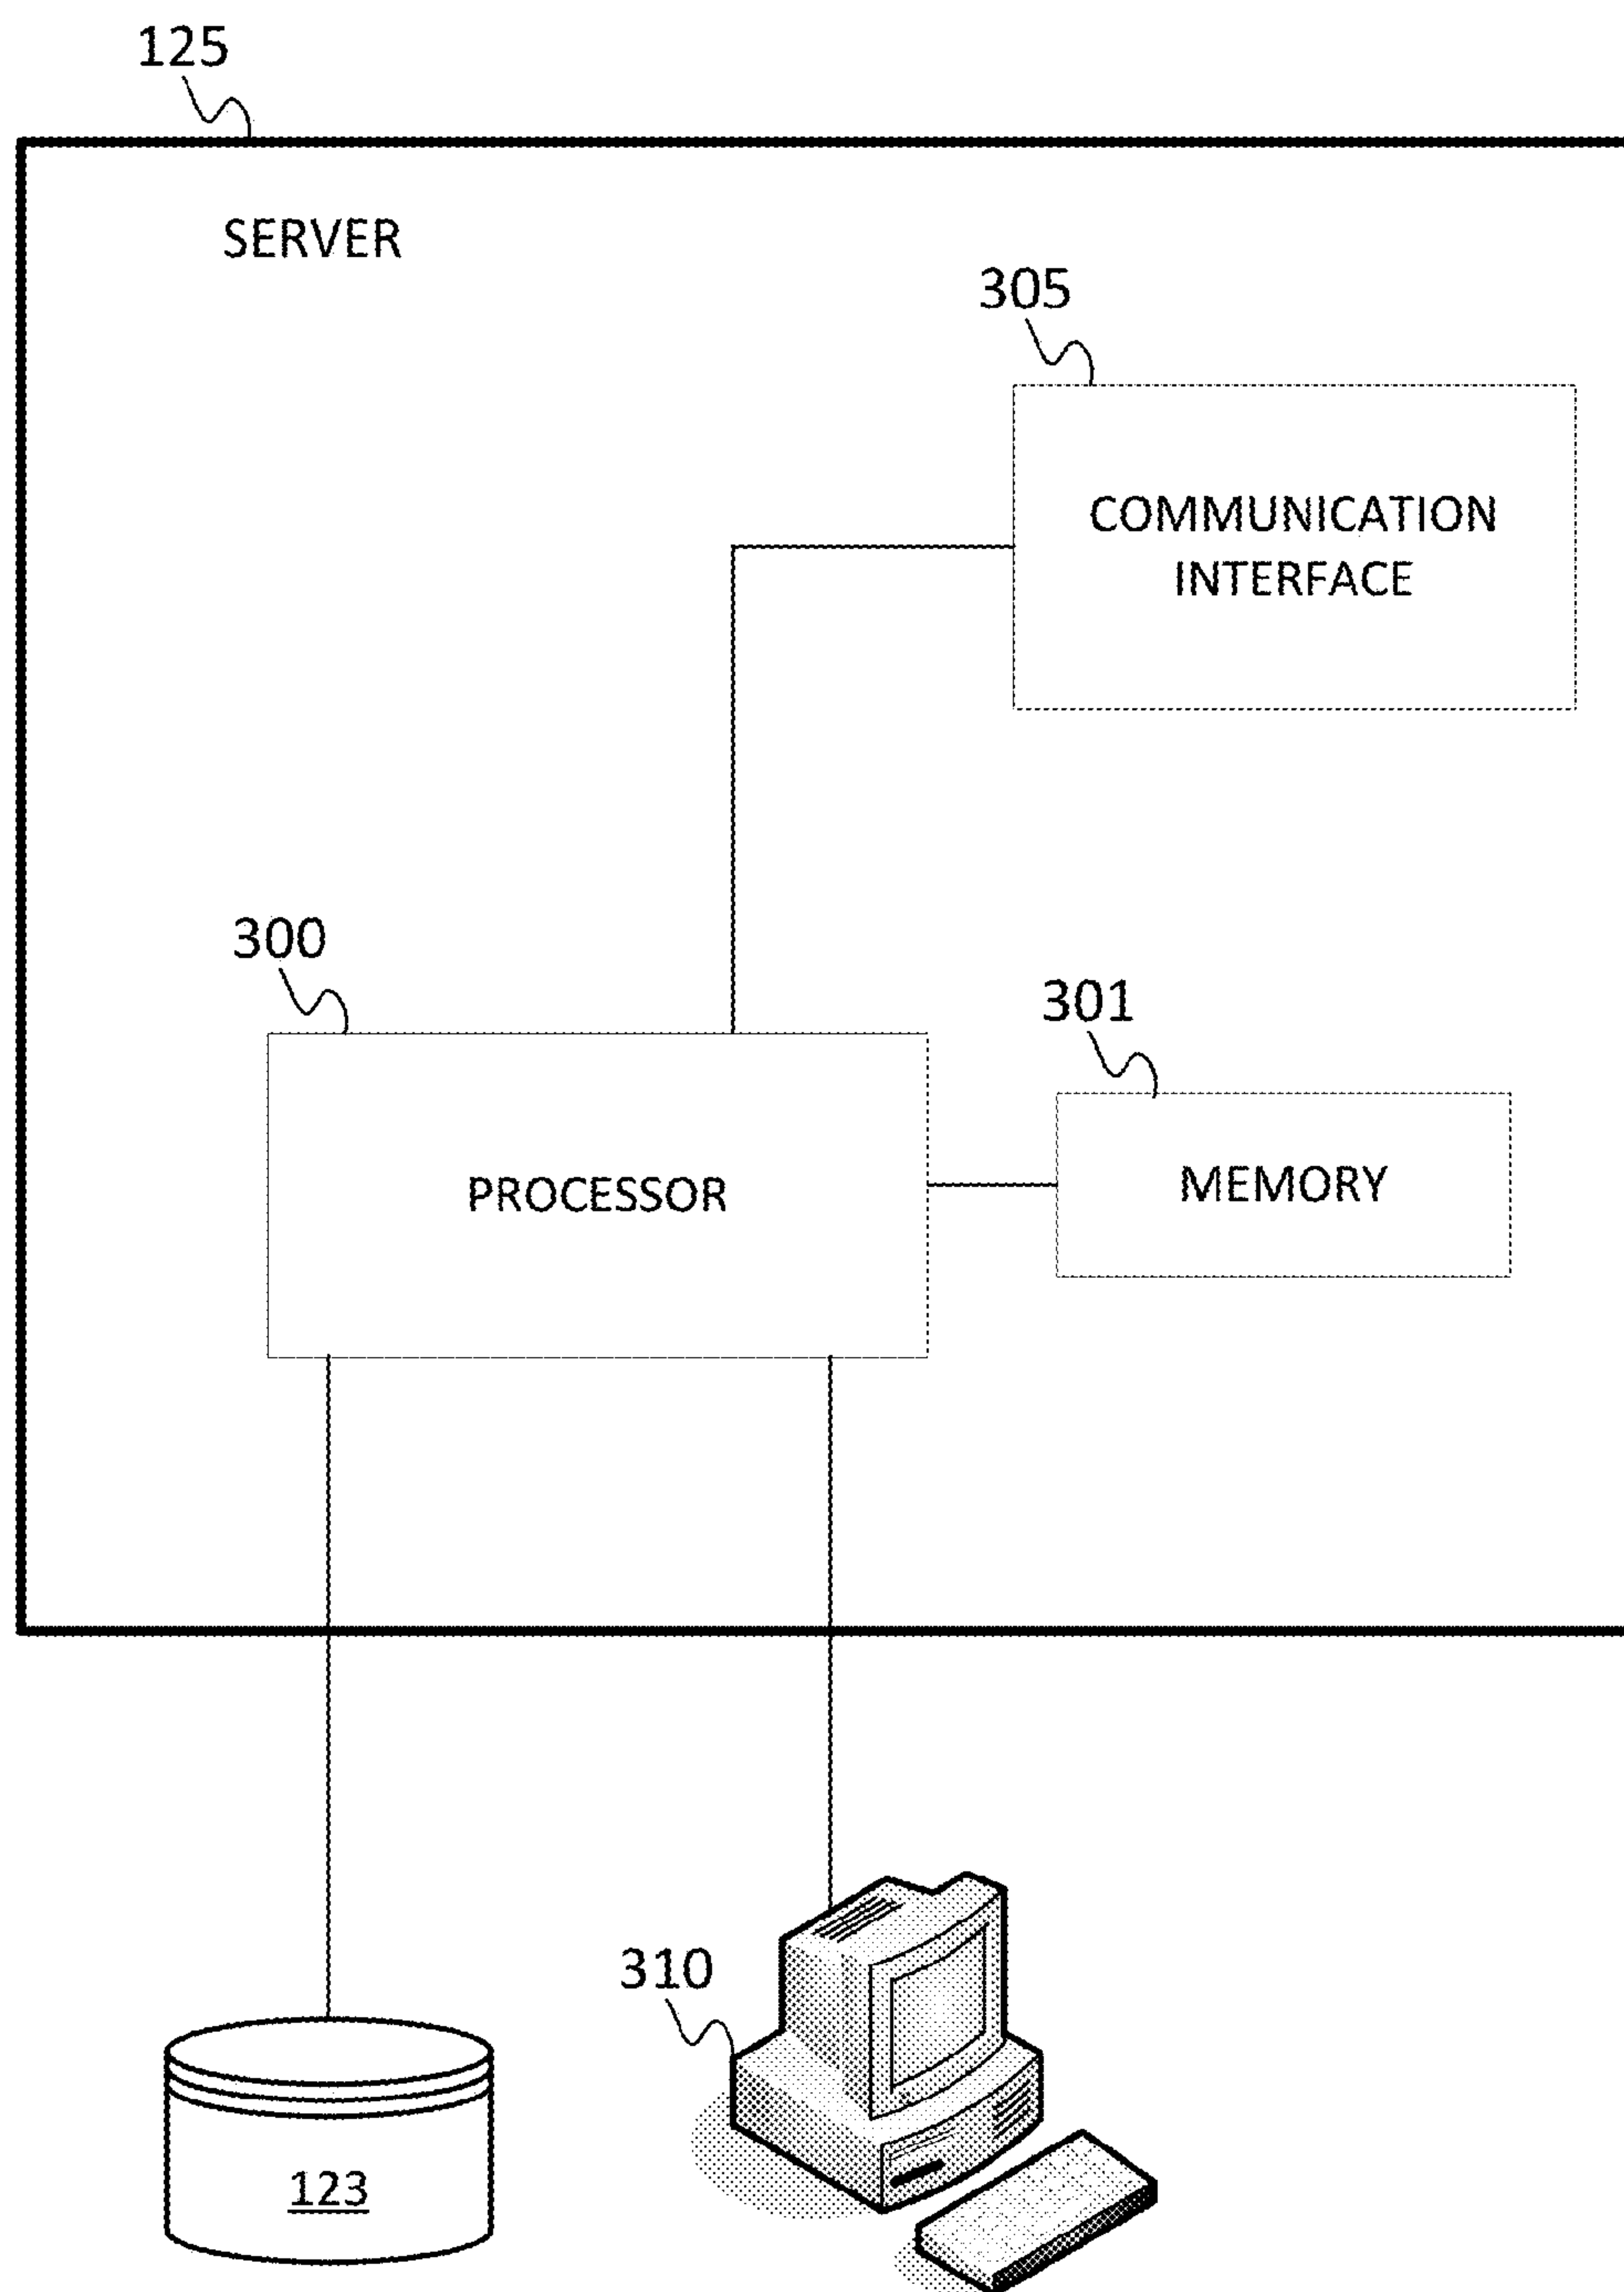 125
SERVER
305
COMMUNICATION
INTERFACE
300
301
PROCESSOR
MEMORY
310
123